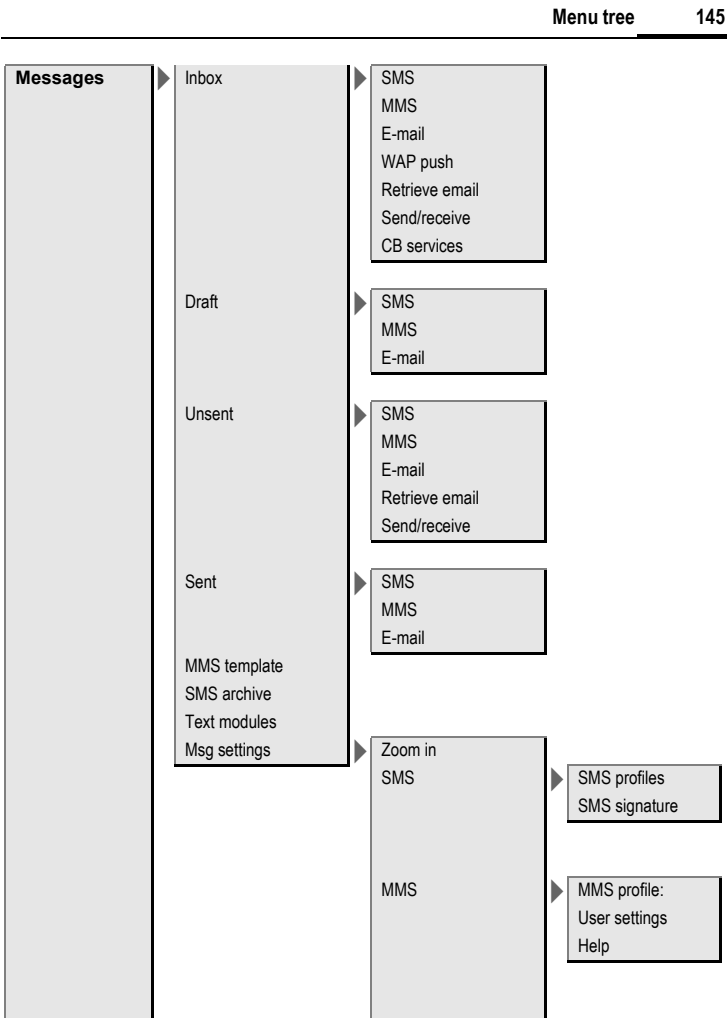 Menu tree 145
Messages
Inbox
SMS
MMS
E-mail
WAP push
Retrieve email
Send/receive
CB services
Draft
SMS
MMS
E-mail
Unsent
SMS
MMS
E-mail
Retrieve email
Send/receive
Sent
SMS
MMS
E-mail
MMS template
SMS archive
Text modules
Msg settings
Zoom in
SMS
SMS profiles
SMS signature
MMS
MMS profile:
User settings
Help